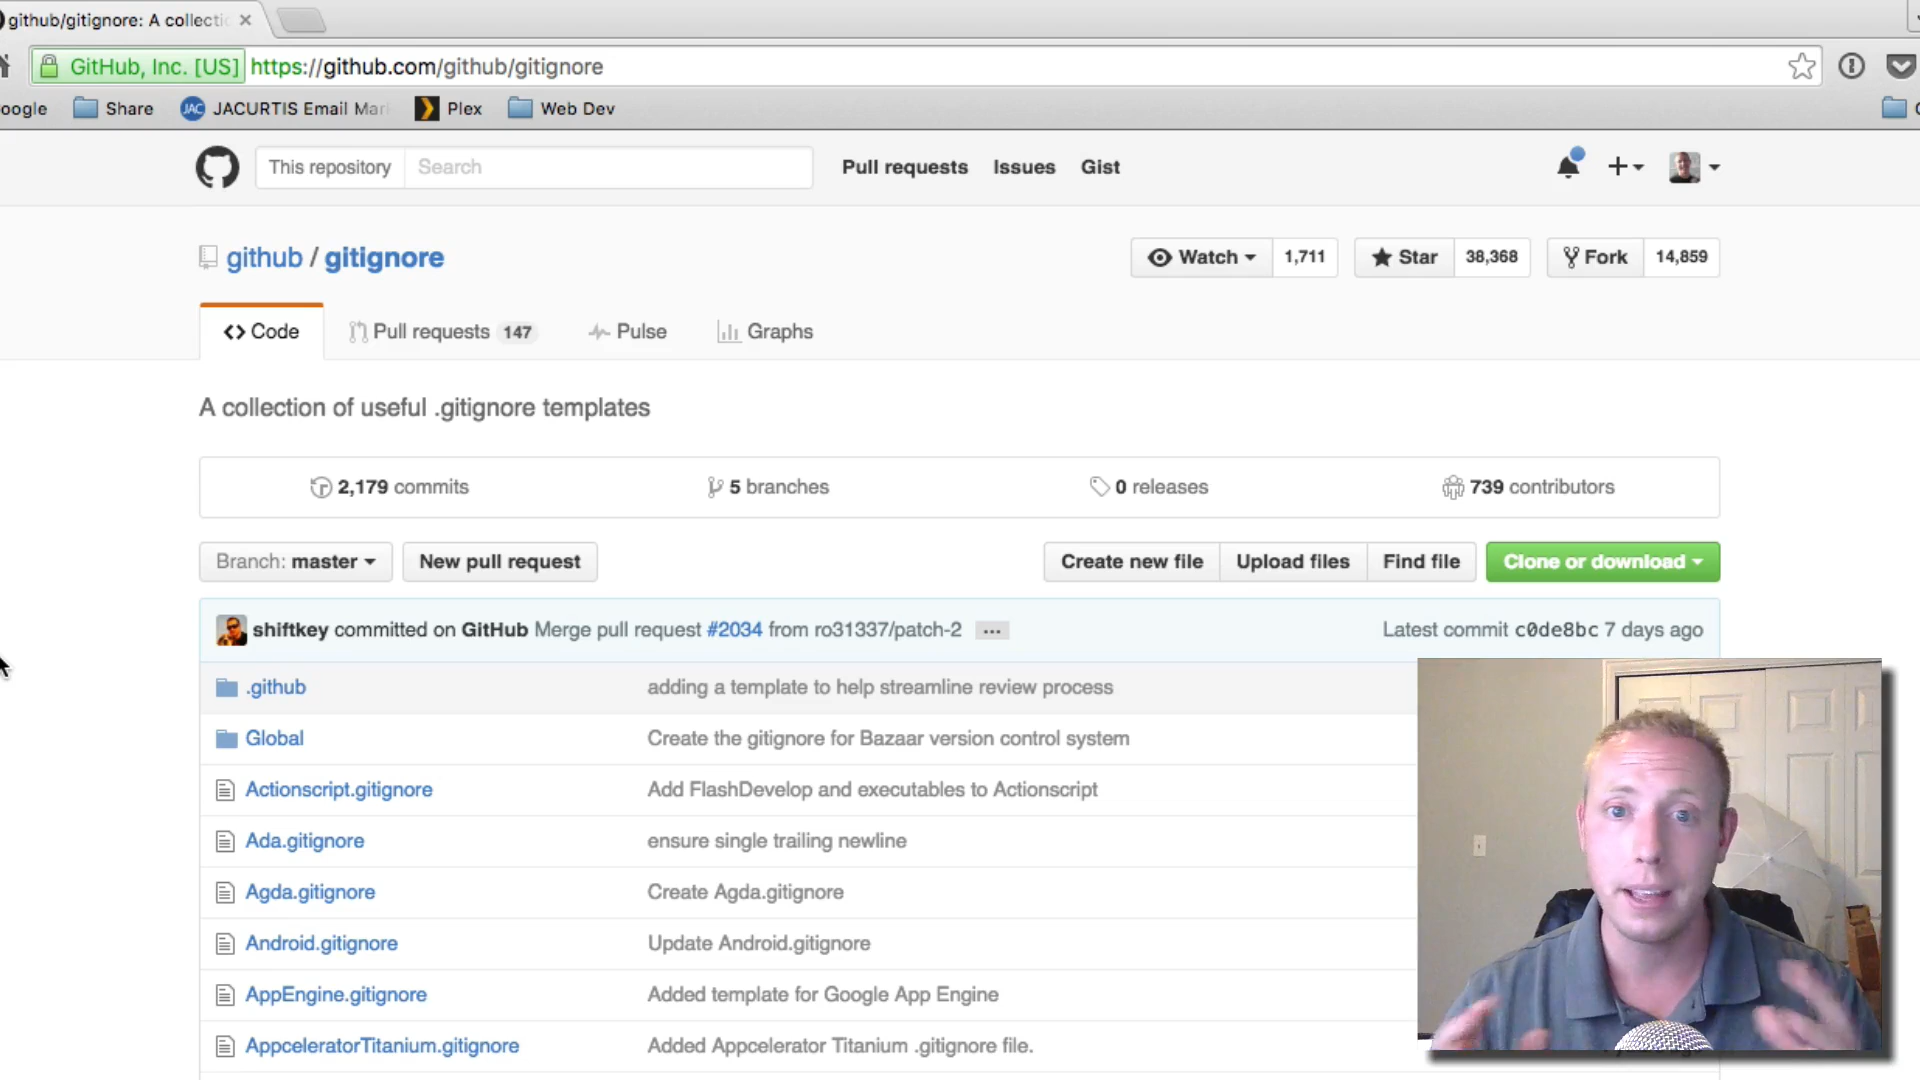 github/gitignore: A collecti
GitHub, Inc. [US] https://github.com/github/gitignore
oogle Share JAC JACURTIS Email Mar Plex Web Dev
This repository Search Pull requests Issues Gist
github / gitignore Watch 1,711 Star 38,368 Fork 14,859
Code Pull requests 147 Pulse Graphs
A collection of useful .gitignore templates
2,179 commits 5 branches 0 releases 739 contributors
Branch: master New pull request Create new file Upload files Find file Clone or download
shiftkey committed on GitHub Merge pull request #2034 from ro31337/patch-2 ... Latest commit c0de8bc 7 days ago
.github adding a template to help streamline review process
Global Create the gitignore for Bazaar version control system
Actionscript.gitignore Add FlashDevelop and executables to Actionscript
Ada.gitignore ensure single trailing newline
Agda.gitignore Create Agda.gitignore
Android.gitignore Update Android.gitignore
AppEngine.gitignore Added template for Google App Engine
AppceleratorTitanium.gitignore Added Appcelerator Titanium .gitignore file.